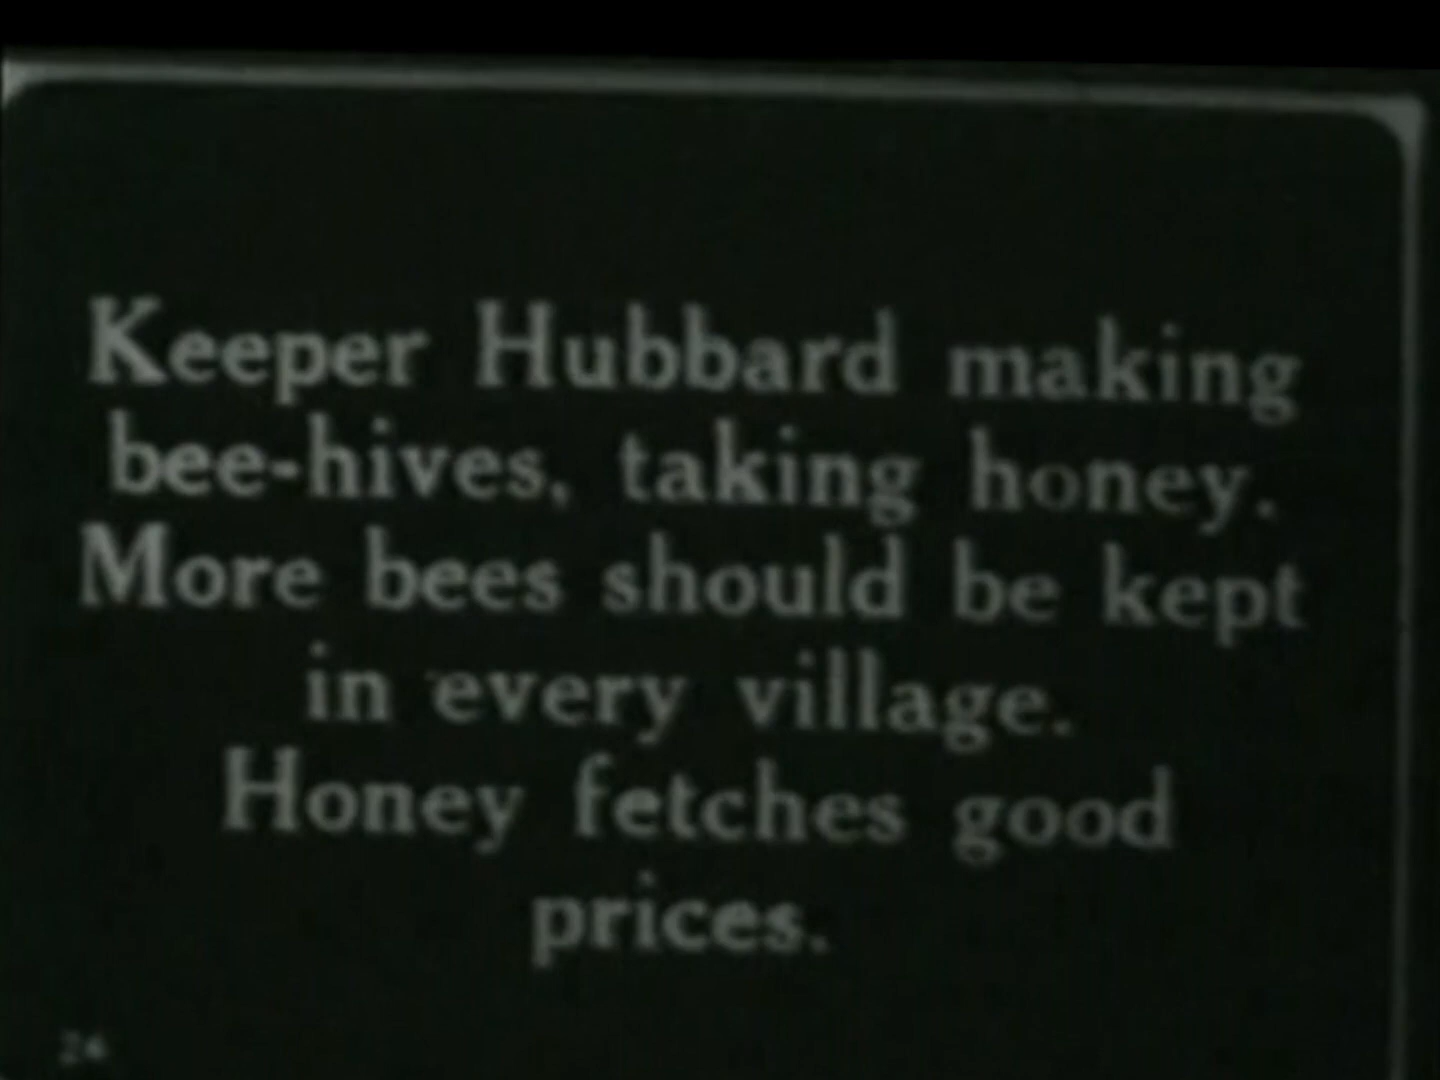 Keeper Hubbard making
bee-hives, taking honey.
More bees should be kept
in every village.
Honey fetches good
prices.
24